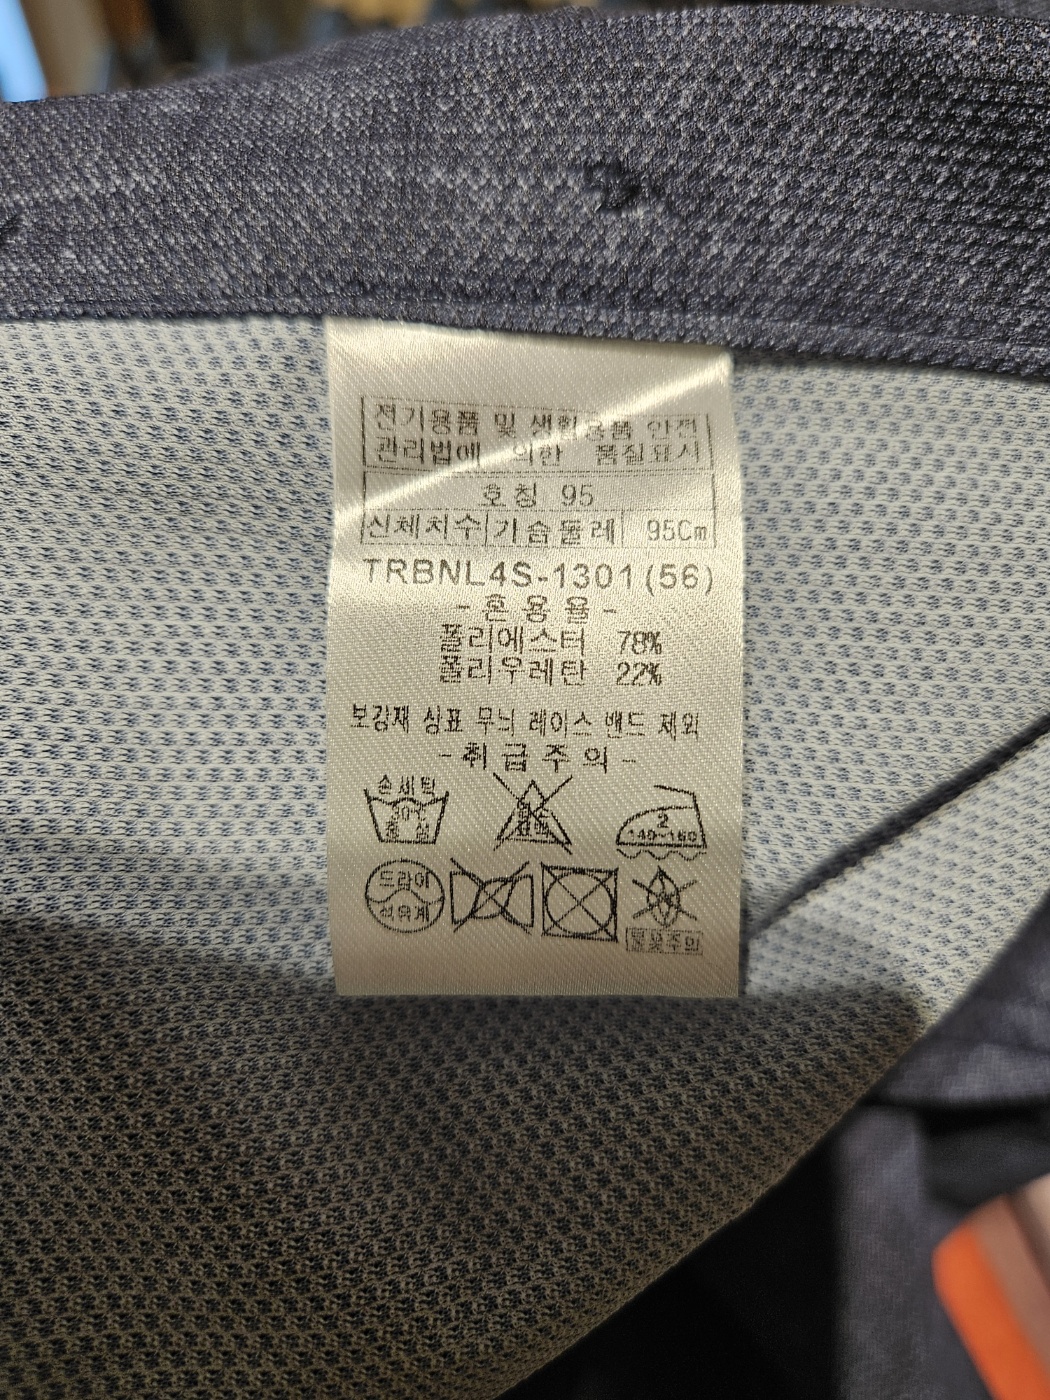 전기용품 및 생활용품 안전
관리법에 의한 품질표시
호칭 95
신체치수 가슴둘레 95Cm
TRBNL4S-1301(56)
-혼용율-
폴리에스터 78%
폴리우레탄 22%
보강재 상표 무늬 레이스 밴드 제외
-취급주의-
손세탁
30℃
중성
2
140~160
드라이
석유계